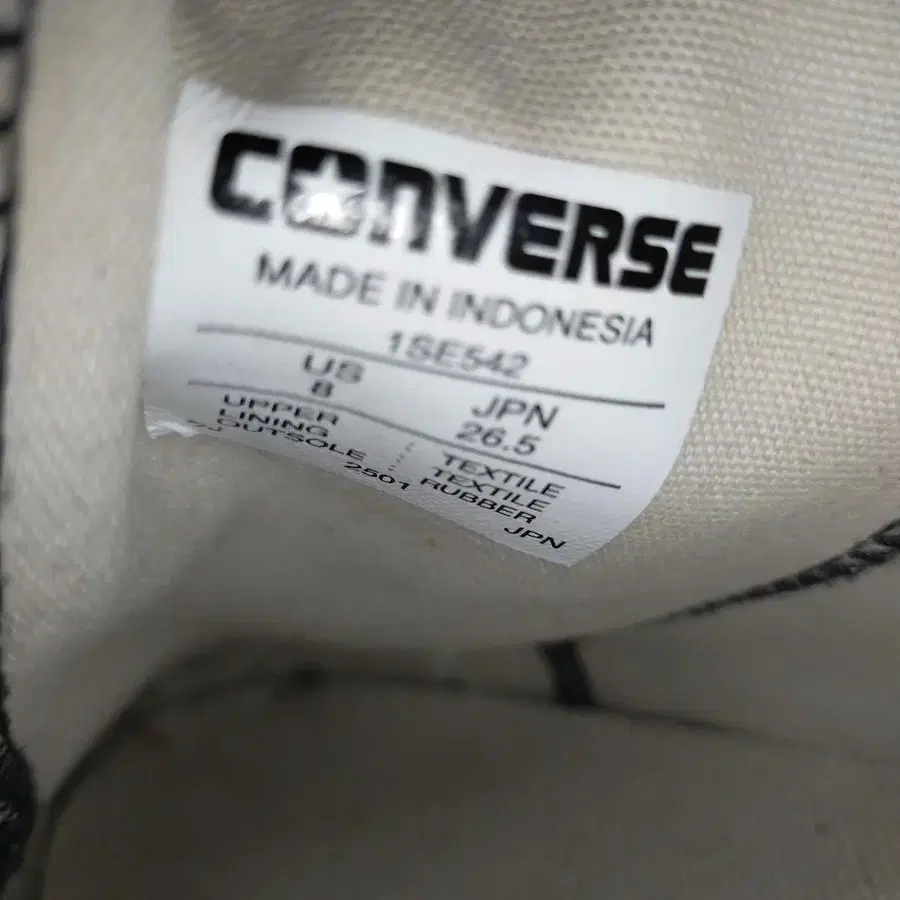 CONVERSE
MADE IN INDONESIA
1SE542
US JPN
8 26.5
UPPER : TEXTILE
LINING : TEXTILE
OUTSOLE : RUBBER
2501 JPN